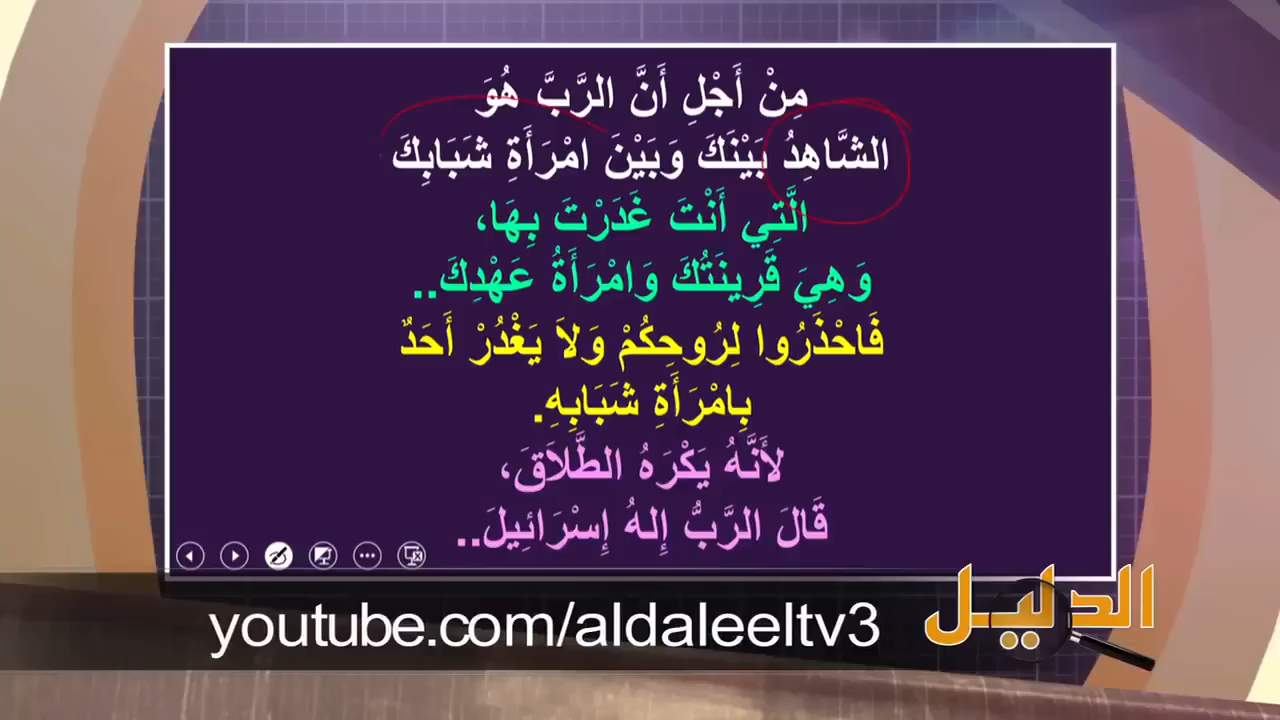 مِنْ أَجْلِ أَنَّ الرَّبَّ هُوَ
الشَّاهِدُ بَيْنَكَ وَبَيْنَ امْرَأَةِ شَبَابِكَ
الَّتِي أَنْتَ غَدَرْتَ بِهَا،
وَهِيَ قَرِينَتُكَ وَامْرَأَةُ عَهْدِكَ..
فَاحْذَرُوا لِرُوحِكُمْ وَلاَ يَغْدُرْ أَحَدٌ
بِامْرَأَةِ شَبَابِهِ.
لأَنَّهُ يَكْرَهُ الطَّلاَقَ،
قَالَ الرَّبُّ إِلهُ إِسْرَائِيلَ..
youtube.com/aldaleeltv3
الدليل